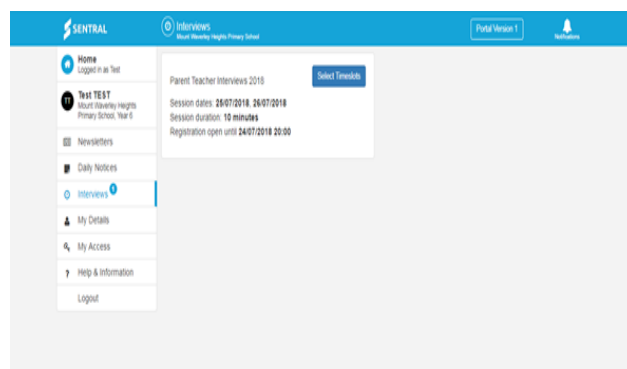 SENTRAL
Interviews
Mount Waverley Heights Primary School
Portal Version 1
Notifications
Home
Logged in as Test
TT
Test TEST
Mount Waverley Heights
Primary School, Year 6
Newsletters
Daily Notices
Interviews
My Details
My Access
? Help & Information
Logout
Parent Teacher Interviews 2018
Select Timeslots
Session dates: 25/07/2018, 26/07/2018
Session duration: 10 minutes
Registration open until 24/07/2018 20:00